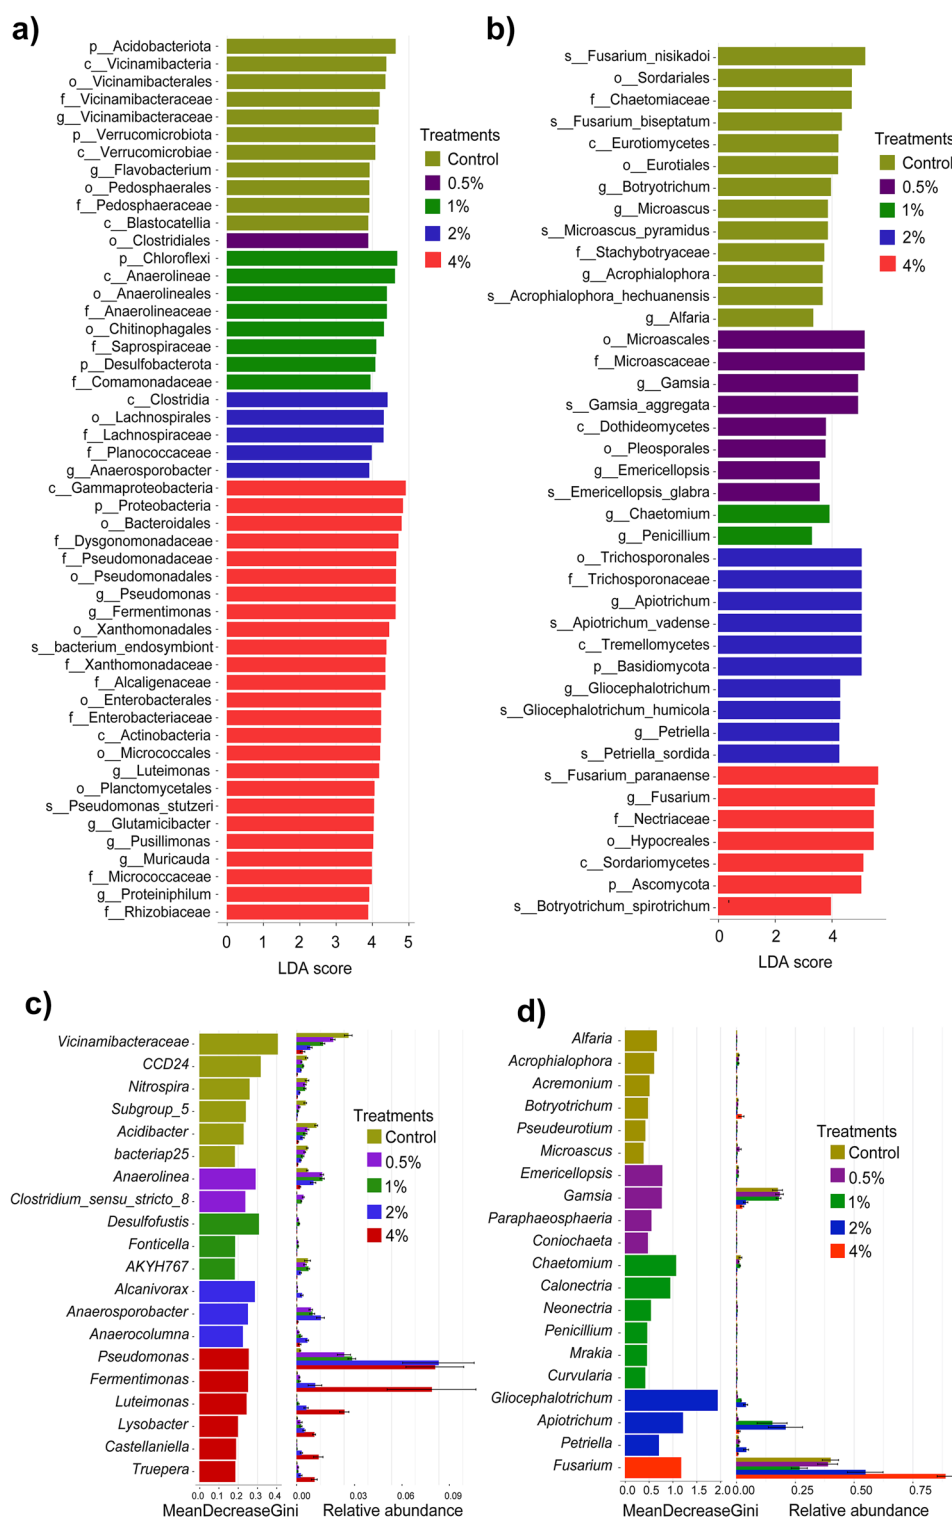 a)
p__Acidobacteriota
c__Vicinamibacteria
o__Vicinamibacterales
f__Vicinamibacteraceae
g__Vicinamibacteraceae
p__Verrucomicrobiota
c__Verrucomicrobiae
g__Flavobacterium
o__Pedosphaerales
f__Pedosphaeraceae
c__Blastocatellia
o__Clostridiales
p__Chloroflexi
c__Anaerolineae
o__Anaerolineales
f__Anaerolineaceae
o__Chitinophagales
f__Saprospiraceae
p__Desulfobacterota
f__Comamonadaceae
c__Clostridia
o__Lachnospirales
f__Lachnospiraceae
f__Planococcaceae
g__Anaerosporobacter
c__Gammaproteobacteria
p__Proteobacteria
o__Bacteroidales
f__Dysgonomonadaceae
f__Pseudomonadaceae
o__Pseudomonadales
g__Pseudomonas
g__Fermentimonas
o__Xanthomonadales
s__bacterium_endosymbiont
f__Xanthomonadaceae
f__Alcaligenaceae
o__Enterobacterales
f__Enterobacteriaceae
c__Actinobacteria
o__Micrococcales
g__Luteimonas
o__Planctomycetales
s__Pseudomonas_stutzeri
g__Glutamicibacter
g__Pusillimonas
g__Muricauda
f__Micrococcaceae
g__Proteiniphilum
f__Rhizobiaceae
0 1 2 3 4 5
LDA score
Treatments
Control
0.5%
1%
2%
4%
b)
s__Fusarium_nisikadoi
o__Sordariales
f__Chaetomiaceae
s__Fusarium_biseptatum
c__Eurotiomycetes
o__Eurotiales
g__Botryotrichum
g__Microascus
s__Microascus_pyramidus
f__Stachybotryaceae
g__Acrophialophora
s__Acrophialophora_hechuanensis
g__Alfaria
o__Microascales
f__Microascaceae
g__Gamsia
s__Gamsia_aggregata
c__Dothideomycetes
o__Pleosporales
g__Emericellopsis
s__Emericellopsis_glabra
g__Chaetomium
g__Penicillium
o__Trichosporonales
f__Trichosporonaceae
g__Apiotrichum
s__Apiotrichum_vadense
c__Tremellomycetes
p__Basidiomycota
g__Gliocephalotrichum
s__Gliocephalotrichum_humicola
g__Petriella
s__Petriella_sordida
s__Fusarium_paranaense
g__Fusarium
f__Nectriaceae
o__Hypocreales
c__Sordariomycetes
p__Ascomycota
s__Botryotrichum_spirotrichum
0 2 4
LDA score
Treatments
Control
0.5%
1%
2%
4%
c)
Vicinamibacteraceae
CCD24
Nitrospira
Subgroup_5
Acidibacter
bacteriap25
Anaerolinea
Clostridium_sensu_stricto_8
Desulfofustis
Fonticella
AKYH767
Alcanivorax
Anaerosporobacter
Anaerocolumna
Pseudomonas
Fermentimonas
Luteimonas
Lysobacter
Castellaniella
Truepera
0.0 0.1 0.2 0.3 0.4
MeanDecreaseGini
0.00 0.03 0.06 0.09
Relative abundance
Treatments
Control
0.5%
1%
2%
4%
d)
Alfaria
Acrophialophora
Acremonium
Botryotrichum
Pseudeurotium
Microascus
Emericellopsis
Gamsia
Paraphaeosphaeria
Coniochaeta
Chaetomium
Calonectria
Neonectria
Penicillium
Mrakia
Curvularia
Gliocephalotrichum
Apiotrichum
Petriella
Fusarium
0.0 0.5 1.0 1.5 2.0
MeanDecreaseGini
0.00 0.25 0.50 0.75
Relative abundance
Treatments
Control
0.5%
1%
2%
4%